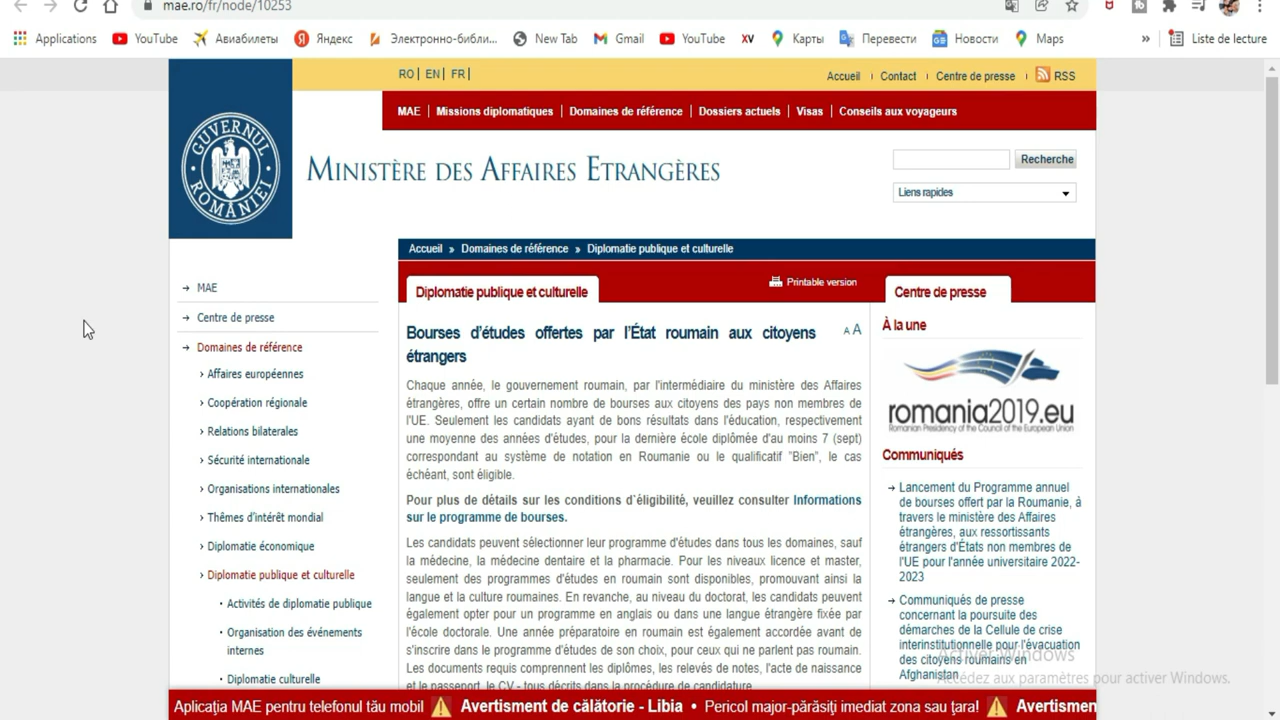 mae.ro/fr/node/10253
Applications YouTube Авиабилеты Яндекс Электронно-библи... New Tab Gmail YouTube XV Карты Перевести Новости Maps » Liste de lecture
RO | EN | FR |
Accueil Contact Centre de presse RSS
MAE | Missions diplomatiques | Domaines de référence | Dossiers actuels | Visas | Conseils aux voyageurs
GUVERNUL ROMÂNIEI
MINISTÈRE DES AFFAIRES ETRANGÈRES
Recherche
Liens rapides
Accueil » Domaines de référence » Diplomatie publique et culturelle
MAE
Centre de presse
Domaines de référence
Affaires européennes
Coopération régionale
Relations bilaterales
Sécurité internationale
Organisations internationales
Thêmes d'intérêt mondial
Diplomatie économique
Diplomatie publique et culturelle
Activités de diplomatie publique
Organisation des événements
internes
Diplomatie culturelle
Diplomatie publique et culturelle
Printable version
Bourses d'études offertes par l'État roumain aux citoyens
étrangers
A A
Chaque année, le gouvernement roumain, par l'intermédiaire du ministère des Affaires
étrangères, offre un certain nombre de bourses aux citoyens des pays non membres de
l'UE. Seulement les candidats ayant de bons résultats dans l'éducation, respectivement
une moyenne des années d'études, pour la dernière école diplômée d'au moins 7 (sept)
correspondant au système de notation en Roumanie ou le qualificatif "Bien", le cas
échéant, sont éligible.
Pour plus de détails sur les conditions d`éligibilité, veuillez consulter Informations
sur le programme de bourses.
Les candidats peuvent sélectionner leur programme d'études dans tous les domaines, sauf
la médecine, la médecine dentaire et la pharmacie. Pour les niveaux licence et master,
seulement des programmes d'études en roumain sont disponibles, promouvant ainsi la
langue et la culture roumaines. En revanche, au niveau du doctorat, les candidats peuvent
également opter pour un programme en anglais ou dans une langue étrangère fixée par
l'école doctorale. Une année préparatoire en roumain est également accordée avant de
s'inscrire dans le programme d'études de son choix, pour ceux qui ne parlent pas roumain.
Les documents requis comprennent les diplômes, les relevés de notes, l'acte de naissance
et le passeport, le CV - tous décrits dans la procédure de candidature.
Centre de presse
À la une
romania2019.eu
Romanian Presidency of the Council of the European Union
Communiqués
Lancement du Programme annuel
de bourses offert par la Roumanie, à
travers le ministère des Affaires
étrangères, aux ressortissants
étrangers d'États non membres de
l'UE pour l'année universitaire 2022-
2023
Communiqués de presse
concernant la poursuite des
démarches de la Cellule de crise
interinstitutionnelle pour l'évacuation
des citoyens roumains en
Afghanistan
Activer Windows
Accédez aux paramètres pour activer Windows.
Aplicația MAE pentru telefonul tău mobil Avertisment de călătorie - Libia • Pericol major-părăsiți imediat zona sau țara! Avertismen